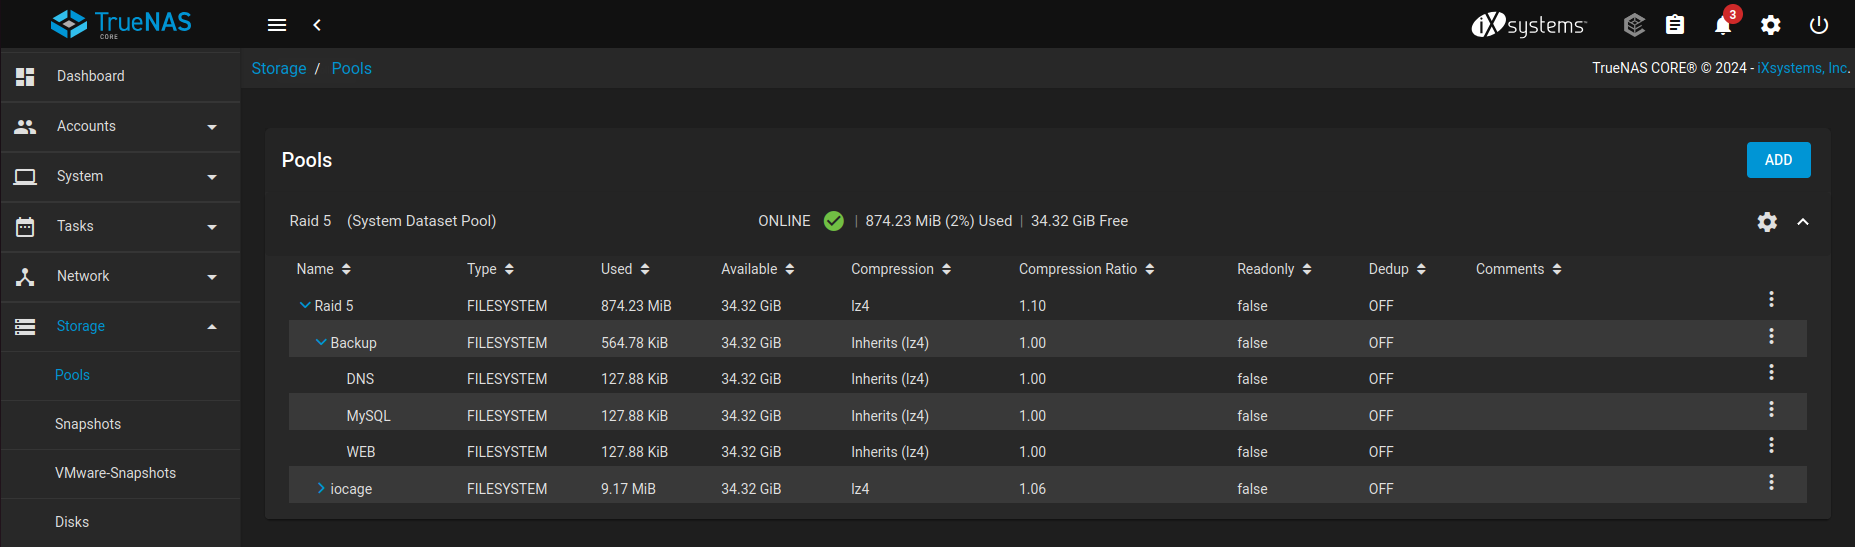 TrueNAS
CORE
iXsystems
3
Storage / Pools
TrueNAS CORE® © 2024 - iXsystems, Inc.
Dashboard
Accounts
System
Tasks
Network
Storage
Pools
Snapshots
VMware-Snapshots
Disks
Pools
ADD
Raid 5 (System Dataset Pool) ONLINE | 874.23 MiB (2%) Used | 34.32 GiB Free
Name Type Used Available Compression Compression Ratio Readonly Dedup Comments
Raid 5 FILESYSTEM 874.23 MiB 34.32 GiB lz4 1.10 false OFF
Backup FILESYSTEM 564.78 KiB 34.32 GiB Inherits (lz4) 1.00 false OFF
DNS FILESYSTEM 127.88 KiB 34.32 GiB Inherits (lz4) 1.00 false OFF
MySQL FILESYSTEM 127.88 KiB 34.32 GiB Inherits (lz4) 1.00 false OFF
WEB FILESYSTEM 127.88 KiB 34.32 GiB Inherits (lz4) 1.00 false OFF
iocage FILESYSTEM 9.17 MiB 34.32 GiB lz4 1.06 false OFF